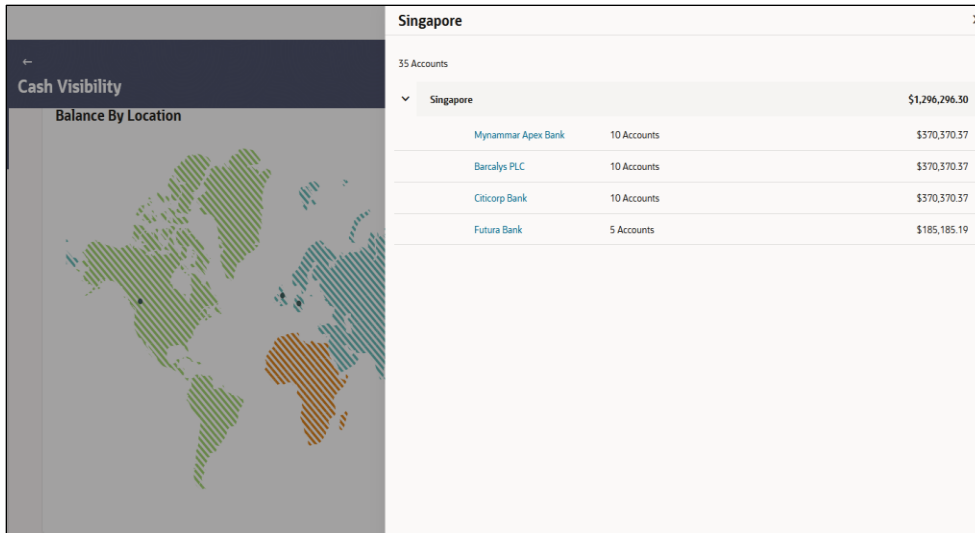 Singapore
←
Cash Visibility
Balance By Location
35 Accounts
Singapore $1,296,296.30
Mynammar Apex Bank 10 Accounts $370,370.37
Barcalys PLC 10 Accounts $370,370.37
Citicorp Bank 10 Accounts $370,370.37
Futura Bank 5 Accounts $185,185.19